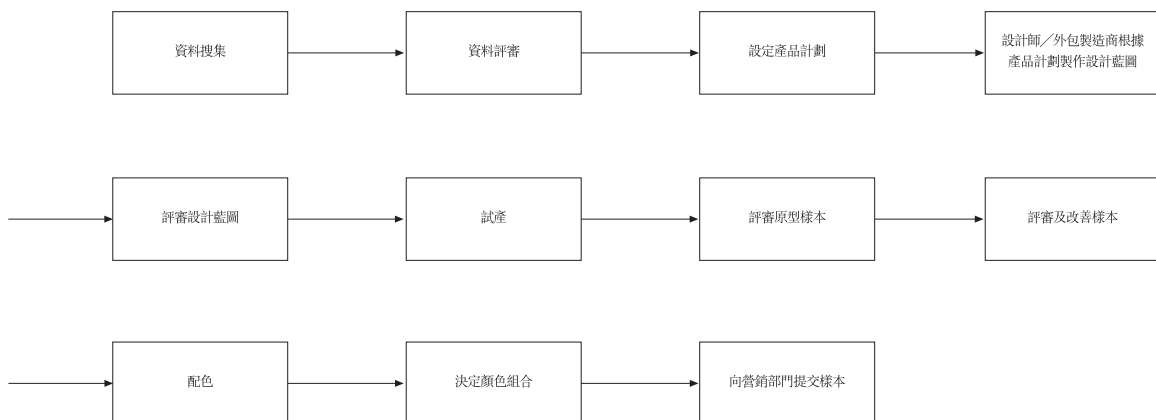 資料搜集
資料評審
設定產品計劃
設計師／外包製造商根據
產品計劃製作設計藍圖
評審設計藍圖
試產
評審原型樣本
評審及改善樣本
配色
決定顏色組合
向營銷部門提交樣本